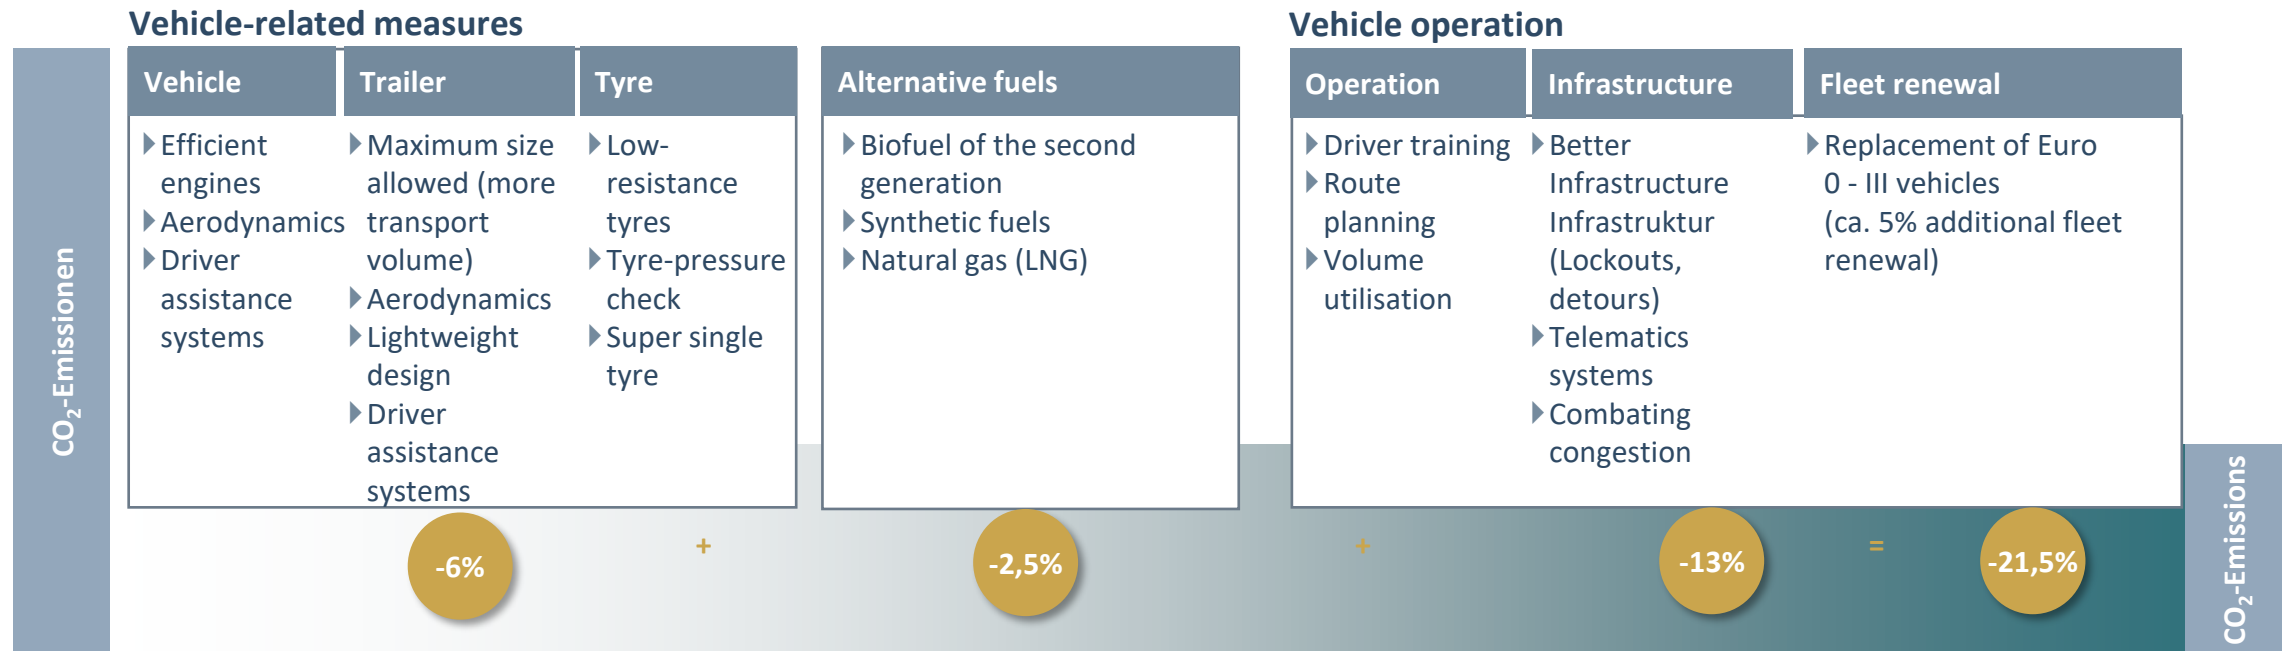 Vehicle-related measures
Vehicle operation
CO₂-Emissionen
Vehicle
Efficient
engines
Aerodynamics
Driver
assistance
systems
Trailer
Maximum size
allowed (more
transport
volume)
Aerodynamics
Lightweight
design
Driver
assistance
systems
Tyre
Low-
resistance
tyres
Tyre-pressure
check
Super single
tyre
Alternative fuels
Biofuel of the second
generation
Synthetic fuels
Natural gas (LNG)
Operation
Driver training
Route
planning
Volume
utilisation
Infrastructure
Better
Infrastructure
Infrastruktur
(Lockouts,
detours)
Telematics
systems
Combating
congestion
Fleet renewal
Replacement of Euro
0 - III vehicles
(ca. 5% additional fleet
renewal)
-6%
+
-2,5%
+
-13%
=
-21,5%
CO₂-Emissions